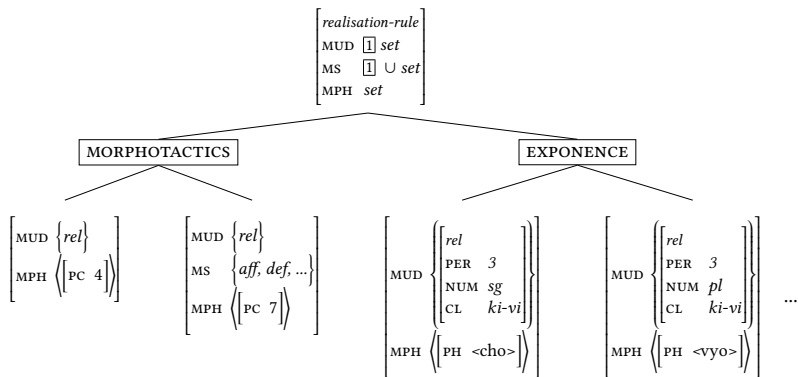 realisation-rule
MUD 1 set
MS 1 ∪ set
MPH set
MORPHOTACTICS
EXPONENCE
MUD {rel}
MPH ⟨[PC 4]⟩
MUD {rel}
MS {aff, def, ...}
MPH ⟨[PC 7]⟩
rel
PER 3
MUD
NUM sg
CL ki-vi
MPH ⟨[PH <cho>]⟩
rel
PER 3
MUD
NUM pl
CL ki-vi
MPH ⟨[PH <vyo>]⟩
...